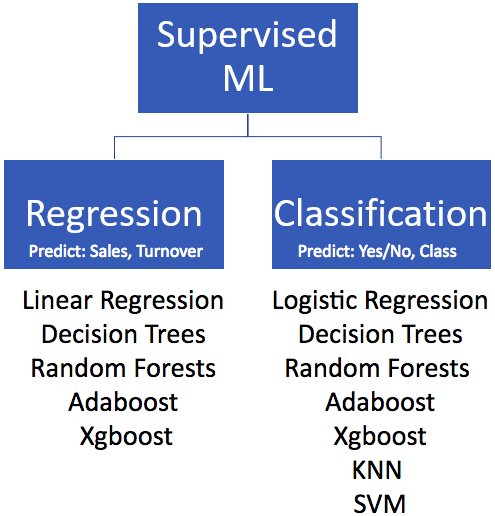 Supervised
ML
Regression
Predict: Sales, Turnover
Linear Regression
Decision Trees
Random Forests
Adaboost
Xgboost
Classification
Predict: Yes/No, Class
Logistic Regression
Decision Trees
Random Forests
Adaboost
Xgboost
KNN
SVM